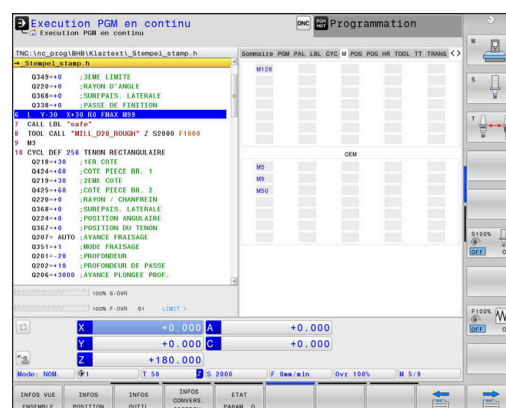 Execution PGM en continu
Execution PGM en continu
DNC
Programmation
TNC:\nc_prog\BHB\Klartext\_Stempel_stamp.h
→_Stempel_stamp.h
Q349=+0 ;3EME LIMITE
Q220=+0 ;RAYON D'ANGLE
Q368=+0 ;SUREPAIS. LATERALE
Q338=+0 ;PASSE DE FINITION
6 L Y-30 X+30 R0 FMAX M99
7 CALL LBL "safe"
8 TOOL CALL "MILL_D20_ROUGH" Z S2000 F1000
9 M3
10 CYCL DEF 256 TENON RECTANGULAIRE
Q218=+30 ;1ER COTE
Q424=+60 ;COTE PIECE BR. 1
Q219=+30 ;2EME COTE
Q425=+60 ;COTE PIECE BR. 2
Q220=+0 ;RAYON / CHANFREIN
Q368=+0 ;SUREPAIS. LATERALE
Q224=+0 ;POSITION ANGULAIRE
Q367=+0 ;POSITION DU TENON
Q207= AUTO ;AVANCE FRAISAGE
Q351=+1 ;MODE FRAISAGE
Q201=-20 ;PROFONDEUR
Q202=+10 ;PROFONDEUR DE PASSE
Q206=+3000 ;AVANCE PLONGEE PROF.
100% S-OVR
100% F-OVR S1 LIMIT 1
Sommaire PGM PAL LBL CYC M POS POS HR TOOL TT TRANS
M126
OEM
M5
M9
M50
X +0.000 A +0.000
Y +0.000 C +0.000
Z +180.000
Mode: NOM. 1 T 50 Z S 2000 F 0mm/min Ovr 100% M 5/9
INFOS VUE ENSEMBLE
INFOS POSITION
INFOS OUTIL
INFOS CONVERS.
ETAT PARAM. Q
M
S
T
S100%
OFF
F100%
OFF